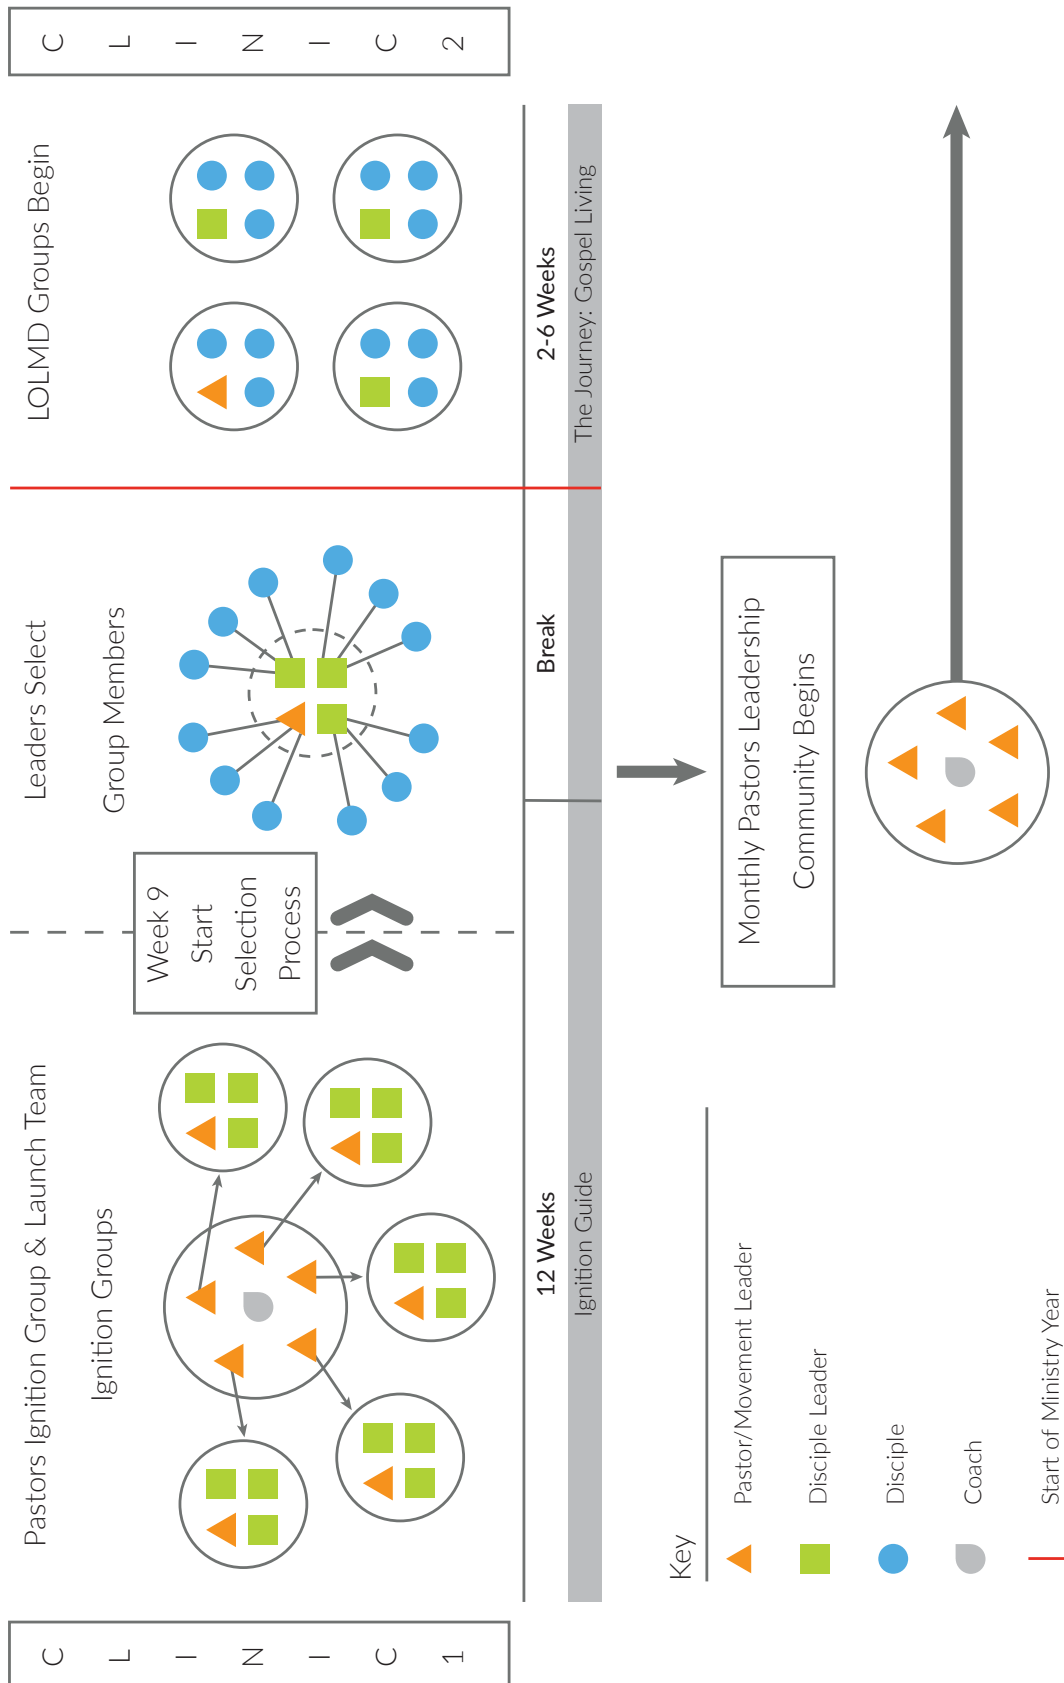 C L I N I C 1
Pastors Ignition Group & Launch Team
Ignition Groups
Week 9
Start
Selection
Process
Leaders Select
Group Members
LOLMD Groups Begin
C L I N I C 2
12 Weeks
Break
2-6 Weeks
Ignition Guide
The Journey: Gospel Living
Monthly Pastors Leadership
Community Begins
Key
Pastor/Movement Leader
Disciple Leader
Disciple
Coach
Start of Ministry Year